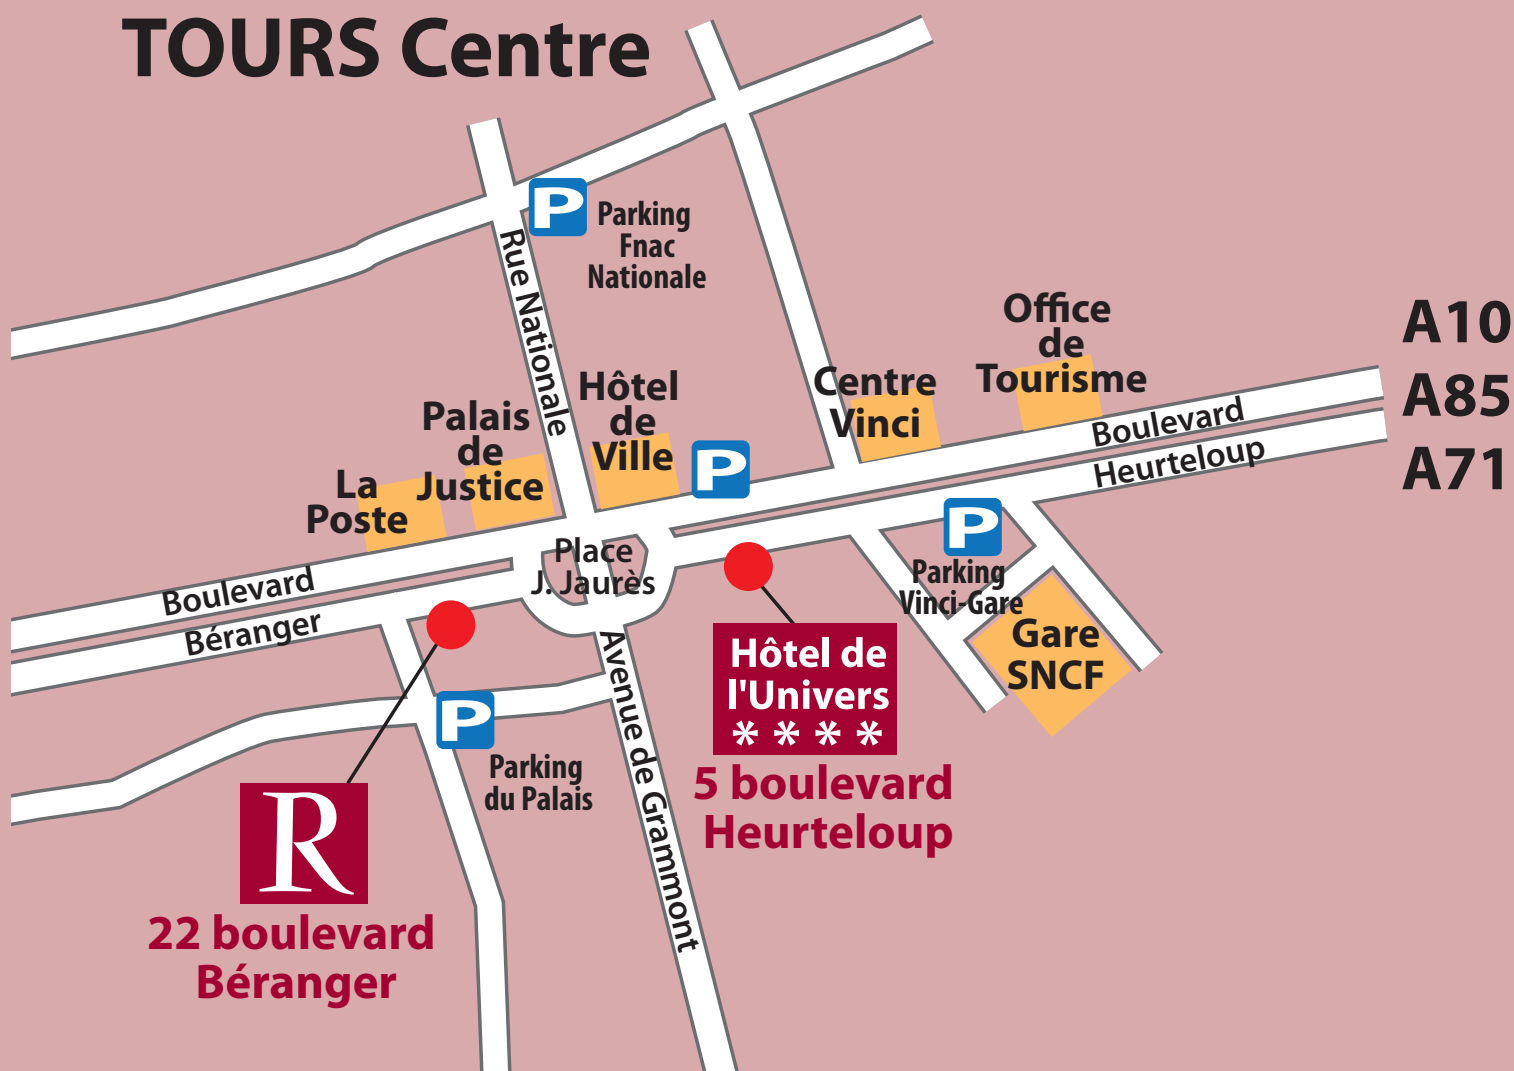 TOURS Centre
P
Parking
Fnac
Nationale
Rue Nationale
Office
de
Tourisme
A10
A85
A71
Centre
Vinci
Hôtel
de
Ville
P
Palais
de
Justice
La
Poste
Boulevard
Heurteloup
P
Parking
Vinci-Gare
Gare
SNCF
Place
J. Jaurès
Boulevard
Béranger
Hôtel de
l'Univers
* * * *
5 boulevard
Heurteloup
Avenue de Grammont
P
Parking
du Palais
R
22 boulevard
Béranger